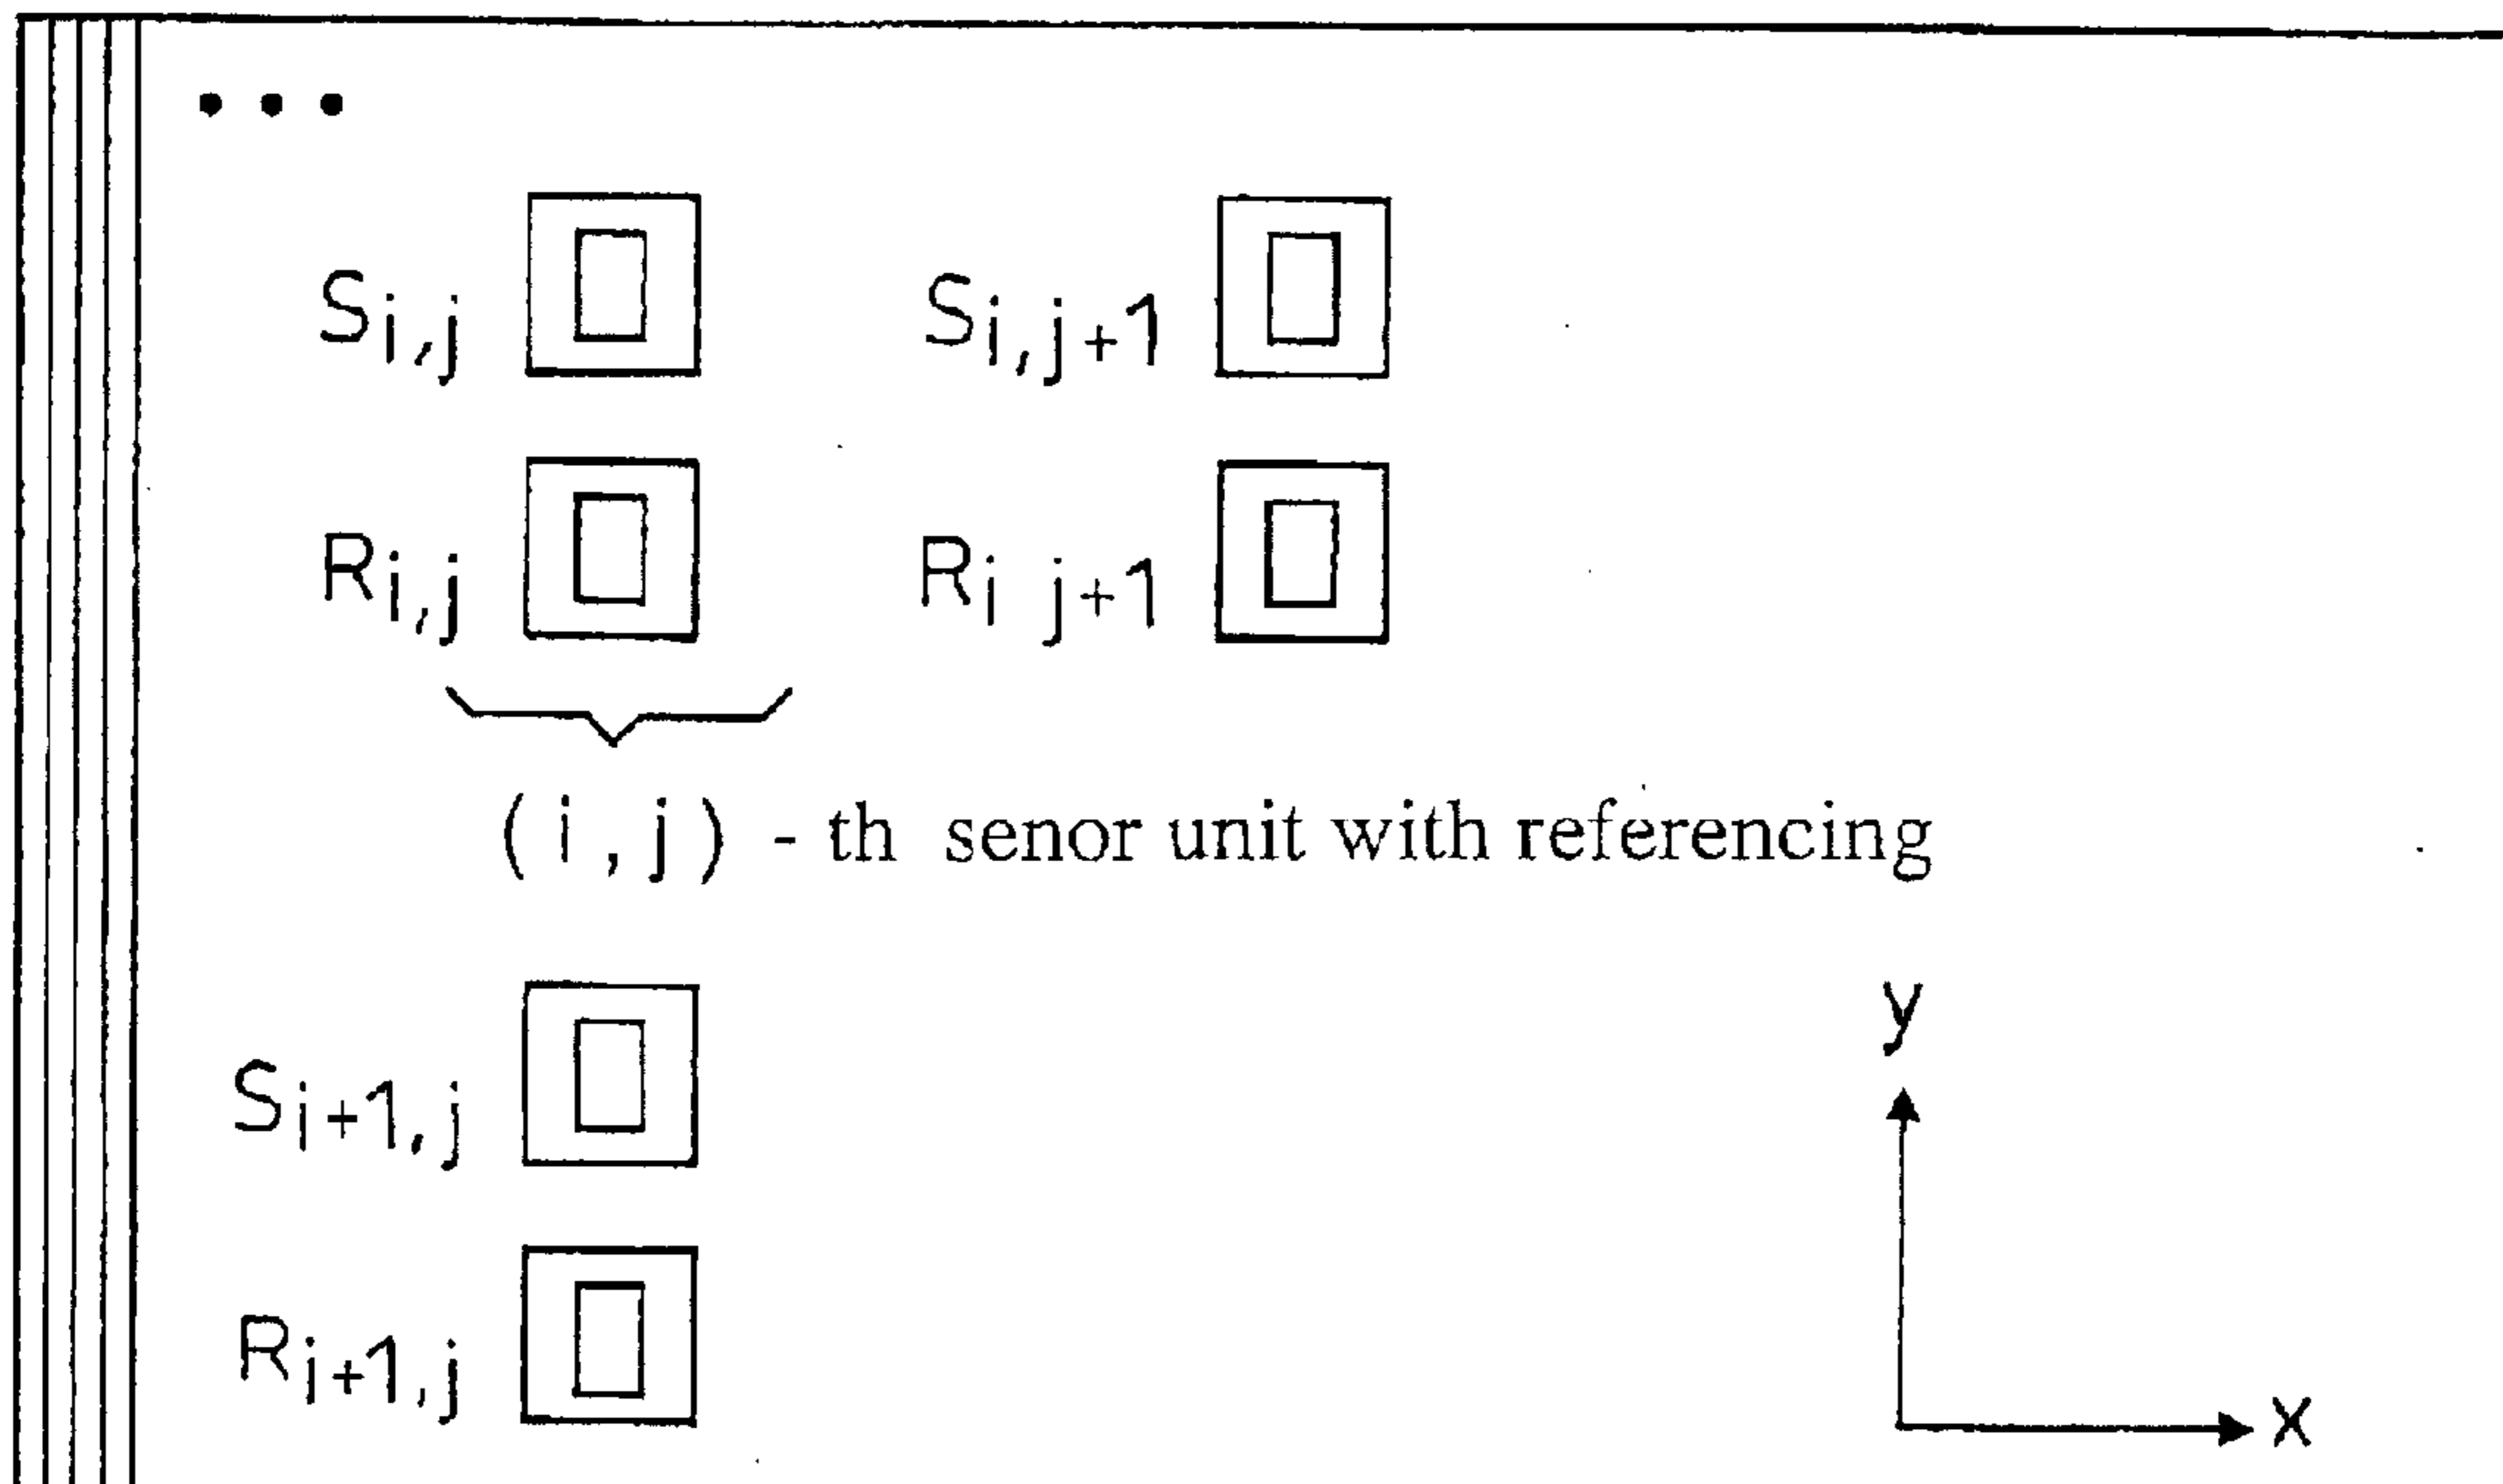 • • •
Si,j Si,j+1
Ri,j Ri j+1
( i , j ) - th senor unit with referencing
y
Si+1,j
Ri+1,j
x